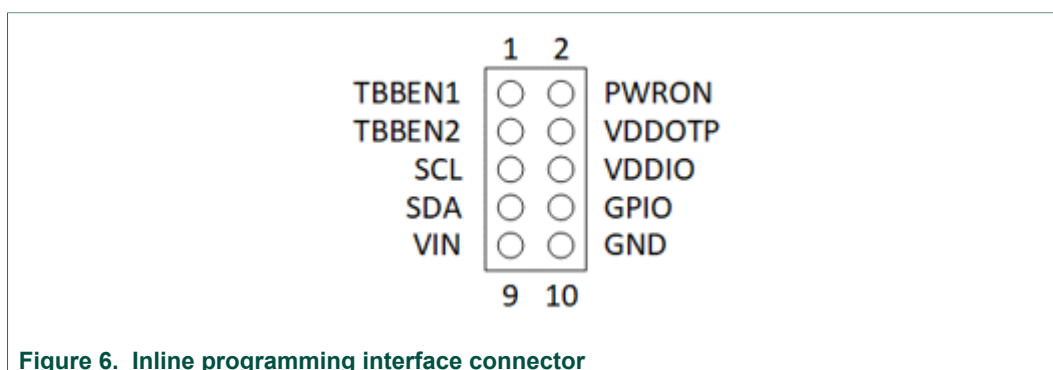 1 2
TBBEN1 PWRON
TBBEN2 VDDOTP
SCL VDDIO
SDA GPIO
VIN GND
9 10
Figure 6. Inline programming interface connector